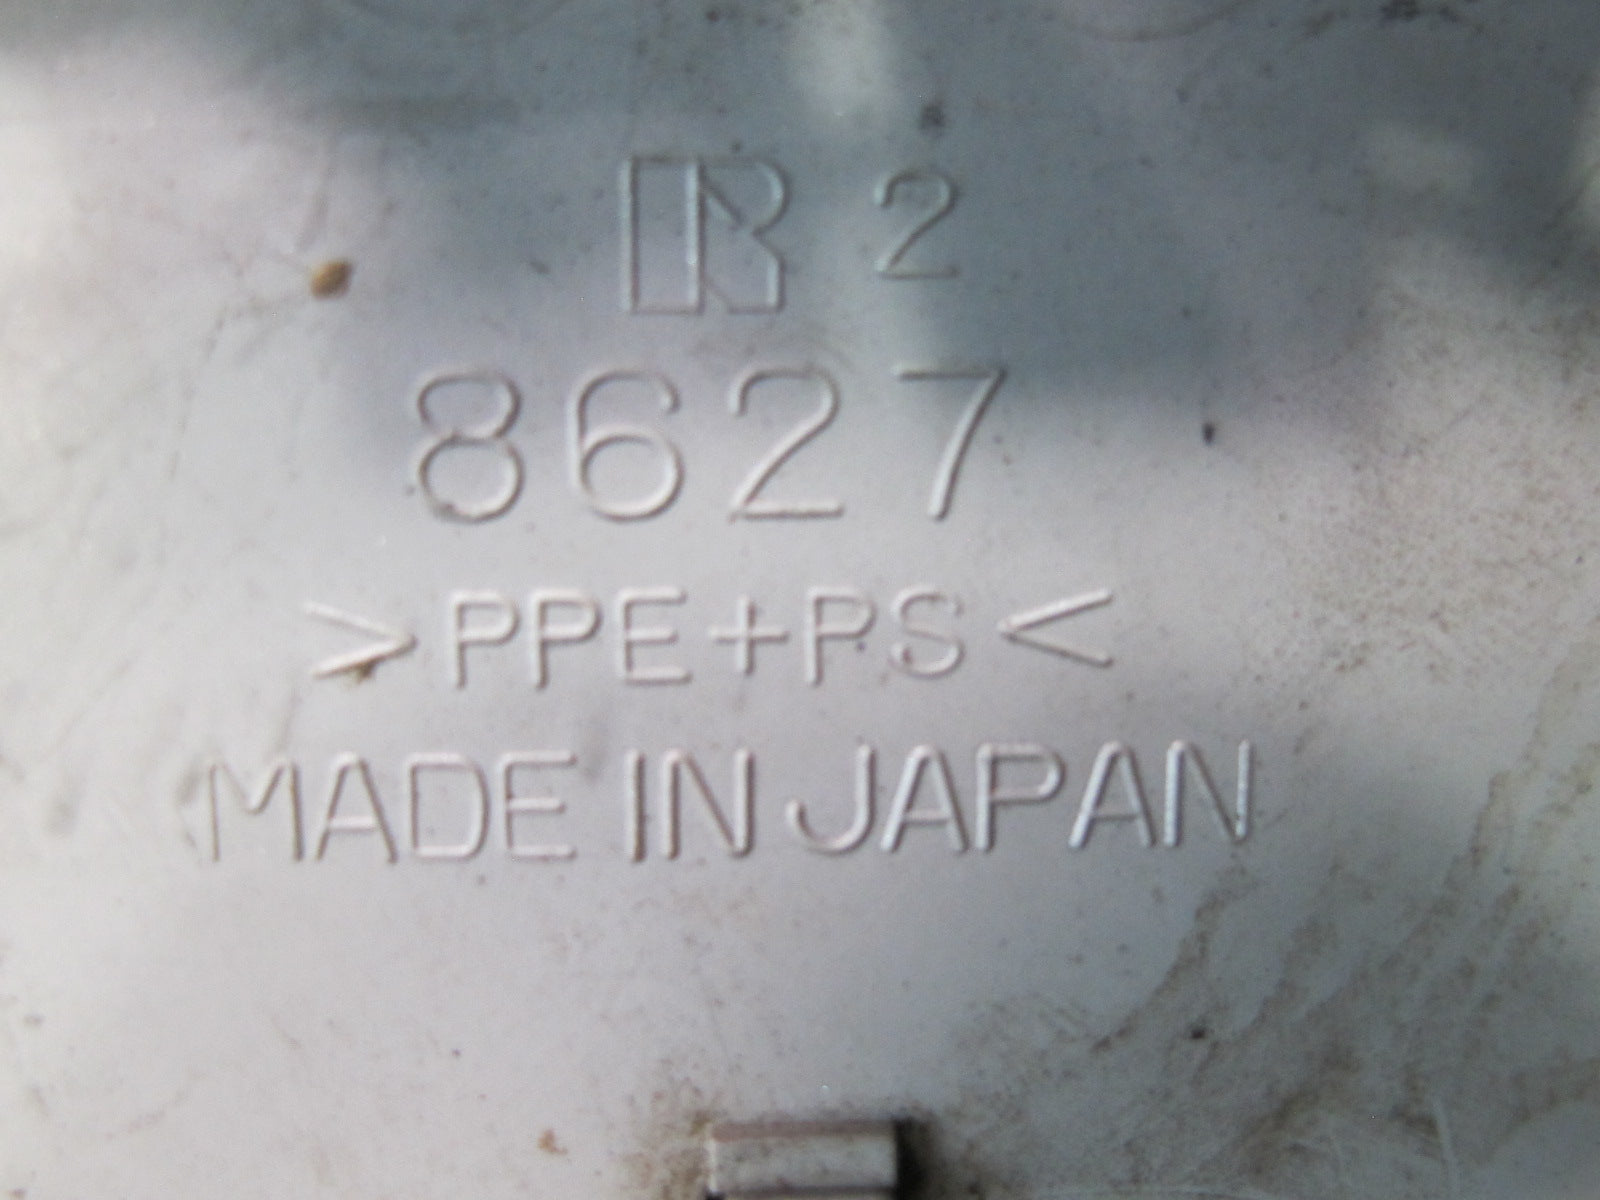 R 2
8627
>PPE+PS<
MADE IN JAPAN